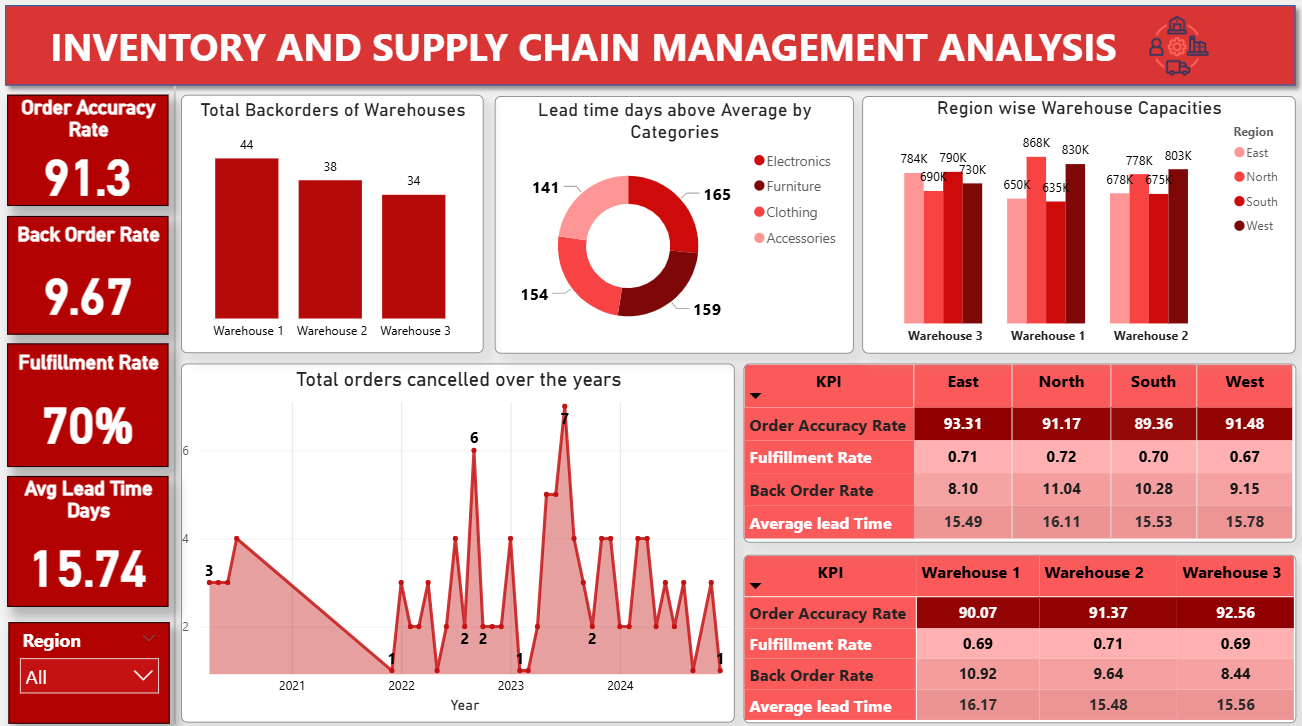 INVENTORY AND SUPPLY CHAIN MANAGEMENT ANALYSIS
Order Accuracy
Rate
91.3
Back Order Rate
9.67
Fulfillment Rate
70%
Avg Lead Time
Days
15.74
Region
All
Total Backorders of Warehouses
44
38
34
Warehouse 1 Warehouse 2 Warehouse 3
Lead time days above Average by
Categories
141
165
154
159
Electronics
Furniture
Clothing
Accessories
Region wise Warehouse Capacities
784K 690K 790K 730K
650K 868K 635K 830K
678K 778K 675K 803K
Warehouse 3 Warehouse 1 Warehouse 2
Region
East
North
South
West
Total orders cancelled over the years
6
4
2
3
1
6
2
2
1
7
2
1
2021 2022 2023 2024
Year
KPI East North South West
Order Accuracy Rate 93.31 91.17 89.36 91.48
Fulfillment Rate 0.71 0.72 0.70 0.67
Back Order Rate 8.10 11.04 10.28 9.15
Average lead Time 15.49 16.11 15.53 15.78
KPI Warehouse 1 Warehouse 2 Warehouse 3
Order Accuracy Rate 90.07 91.37 92.56
Fulfillment Rate 0.69 0.71 0.69
Back Order Rate 10.92 9.64 8.44
Average lead Time 16.17 15.48 15.56